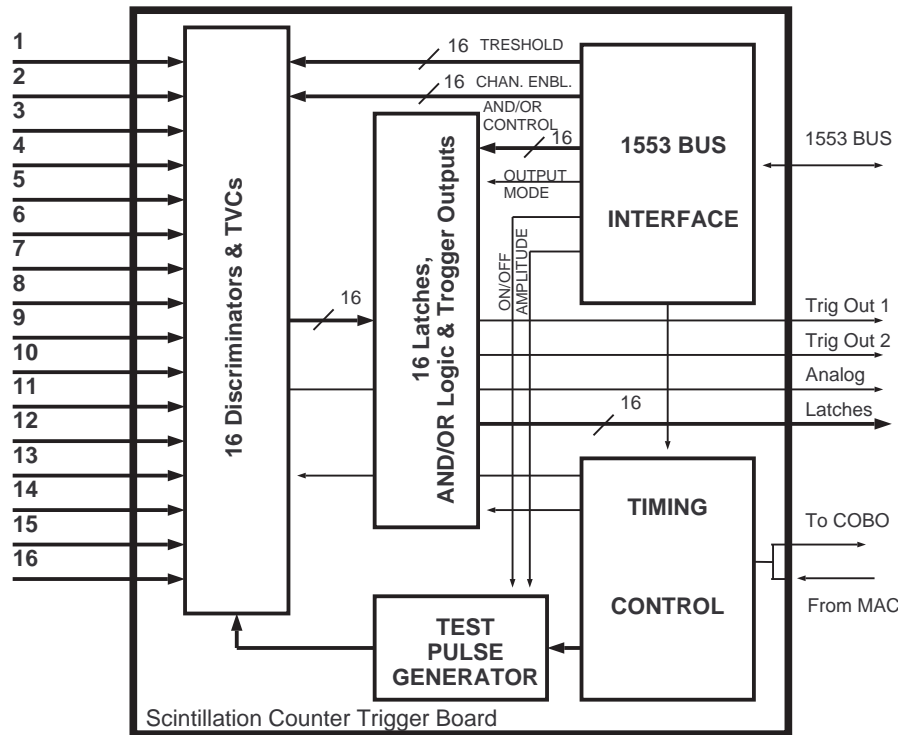 1
2
3
4
5
6
7
8
9
10
11
12
13
14
15
16
16 Discriminators & TVCs
16 TRESHOLD
16 CHAN. ENBL.
AND/OR
CONTROL
16
OUTPUT
MODE
ON/OFF
AMPLITUDE
16
16 Latches,
AND/OR Logic & Trogger Outputs
1553 BUS
INTERFACE
1553 BUS
Trig Out 1
Trig Out 2
Analog
Latches
16
TIMING
CONTROL
To COBO
From MAC
TEST
PULSE
GENERATOR
Scintillation Counter Trigger Board